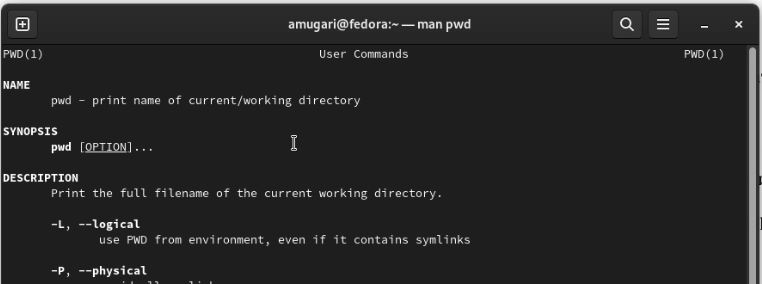 amugari@fedora:~ — man pwd
PWD(1) User Commands PWD(1)
NAME
pwd - print name of current/working directory
SYNOPSIS
pwd [OPTION]...
DESCRIPTION
Print the full filename of the current working directory.
-L, --logical
use PWD from environment, even if it contains symlinks
-P, --physical